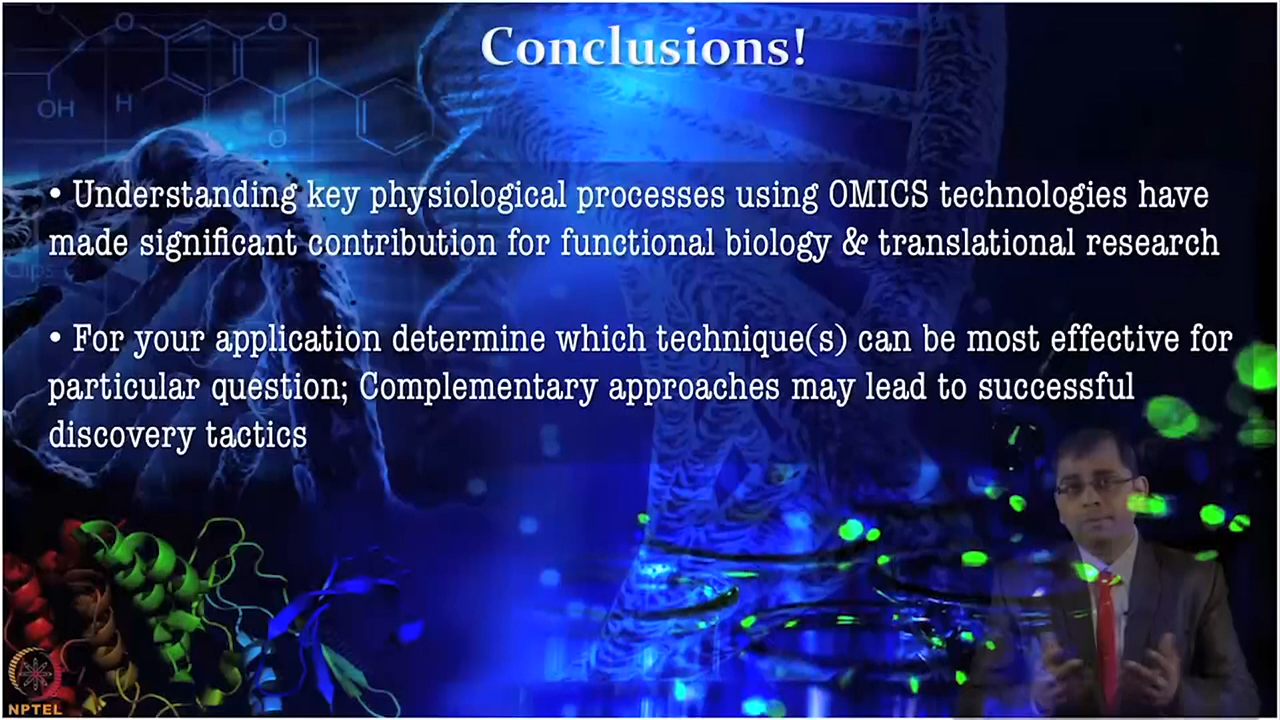 Conclusions!
O
O
OH
H
O
• Understanding key physiological processes using OMICS technologies have
made significant contribution for functional biology & translational research
• For your application determine which technique(s) can be most effective for
particular question; Complementary approaches may lead to successful
discovery tactics
NPTEL